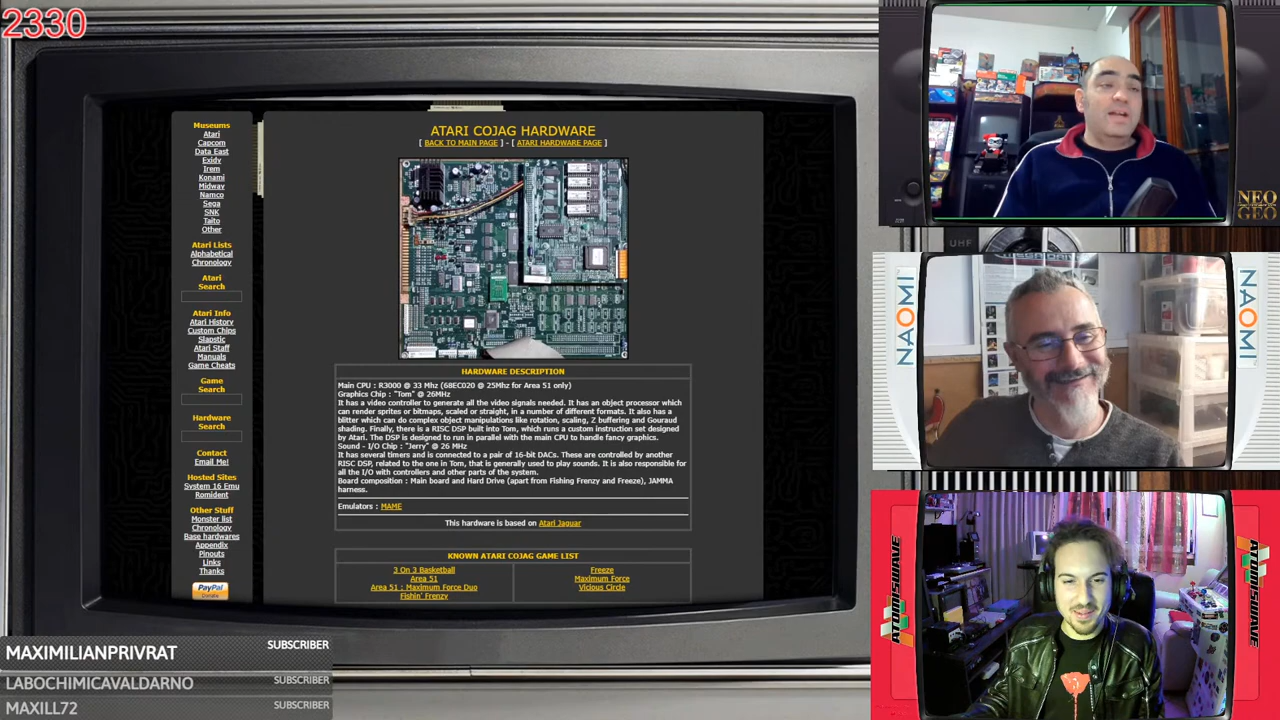 2330
Museums
Atari
Capcom
Data East
Exidy
Irem
Konami
Midway
Namco
Sega
SNK
Taito
Other
Atari Lists
Alphabetical
Chronology
Atari
Search
Atari Info
Atari History
Custom Chips
Slapstic
Atari Staff
Manuals
Game Cheats
Game
Search
Hardware
Search
Contact
Email Me!
Hosted Sites
System 16 Emu
Romident
Other Stuff
Monster list
Chronology
Base hardwares
Appendix
Pinouts
Links
Thanks
PayPal
Donate
ATARI COJAG HARDWARE
[ BACK TO MAIN PAGE ] - [ ATARI HARDWARE PAGE ]
HARDWARE DESCRIPTION
Main CPU : R3000 @ 33 Mhz (68EC020 @ 25Mhz for Area 51 only)
Graphics Chip : "Tom" @ 26MHz
It has a video controller to generate all the video signals needed. It has an object processor which
can render sprites or bitmaps, scaled or straight, in a number of different formats. It also has a
blitter which can do complex object manipulations like rotation, scaling, Z buffering and Gouraud
shading. Finally, there is a RISC DSP built into Tom, which runs a custom instruction set designed
by Atari. The DSP is designed to run in parallel with the main CPU to handle fancy graphics.
Sound - I/O Chip : "Jerry" @ 26 MHz
It has several timers and is connected to a pair of 16-bit DACs. These are controlled by another
RISC DSP, related to the one in Tom, that is generally used to play sounds. It is also responsible for
all the I/O with controllers and other parts of the system.
Board composition : Main board and Hard Drive (apart from Fishing Frenzy and Freeze), JAMMA
harness.
Emulators : MAME
This hardware is based on Atari Jaguar
KNOWN ATARI COJAG GAME LIST
3 On 3 Basketball
Area 51
Area 51 : Maximum Force Duo
Fishin' Frenzy
Freeze
Maximum Force
Vicious Circle
MAXIMILIANPRIVRAT SUBSCRIBER
LABOCHIMICAVALDARNO SUBSCRIBER
MAXILL72 SUBSCRIBER
NEO
GEO
UHF
NAOMI
NAOMI
ATOMISWAVE
ATOMISWAVE